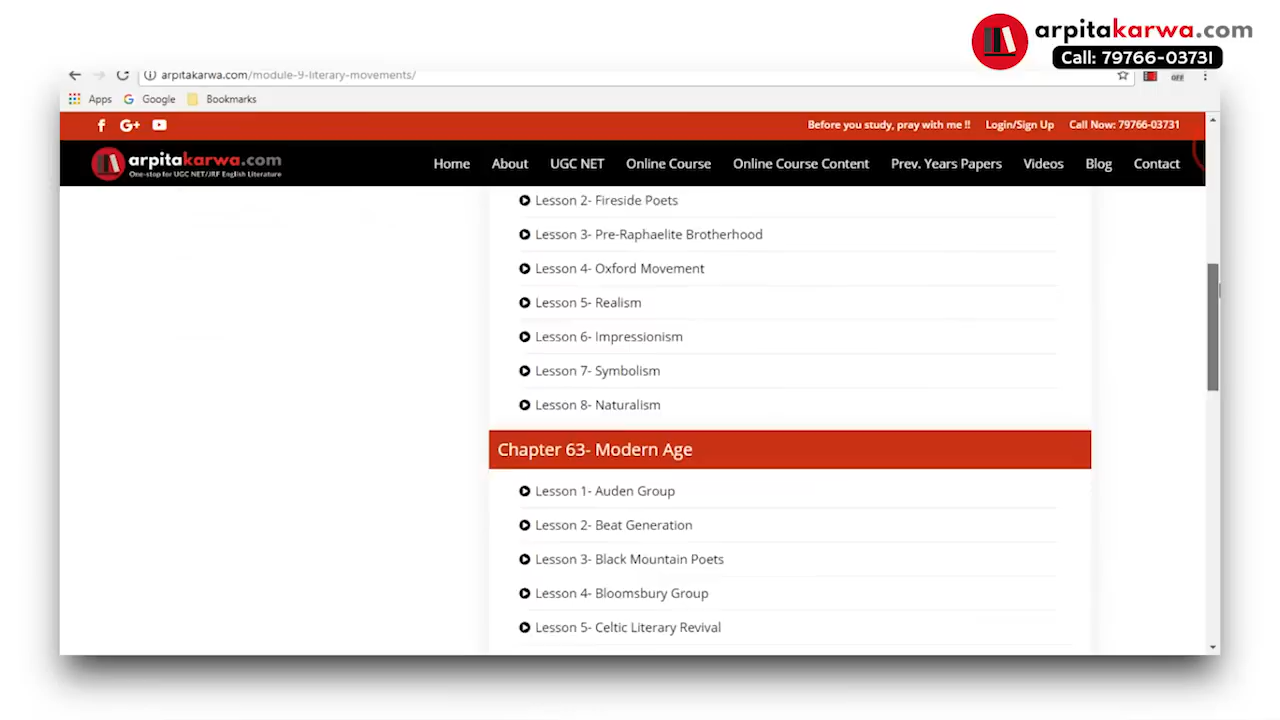 arpitakarwa.com
Call: 79766-03731
arpitakarwa.com/module-9-literary-movements/
OFF
Apps
Google
Bookmarks
f
G+
Before you study, pray with me !!
Login/Sign Up
Call Now: 79766-03731
arpitakarwa.com
One-stop for UGC NET/JRF English Literature
Home
About
UGC NET
Online Course
Online Course Content
Prev. Years Papers
Videos
Blog
Contact
Lesson 2- Fireside Poets
Lesson 3- Pre-Raphaelite Brotherhood
Lesson 4- Oxford Movement
Lesson 5- Realism
Lesson 6- Impressionism
Lesson 7- Symbolism
Lesson 8- Naturalism
Chapter 63- Modern Age
Lesson 1- Auden Group
Lesson 2- Beat Generation
Lesson 3- Black Mountain Poets
Lesson 4- Bloomsbury Group
Lesson 5- Celtic Literary Revival